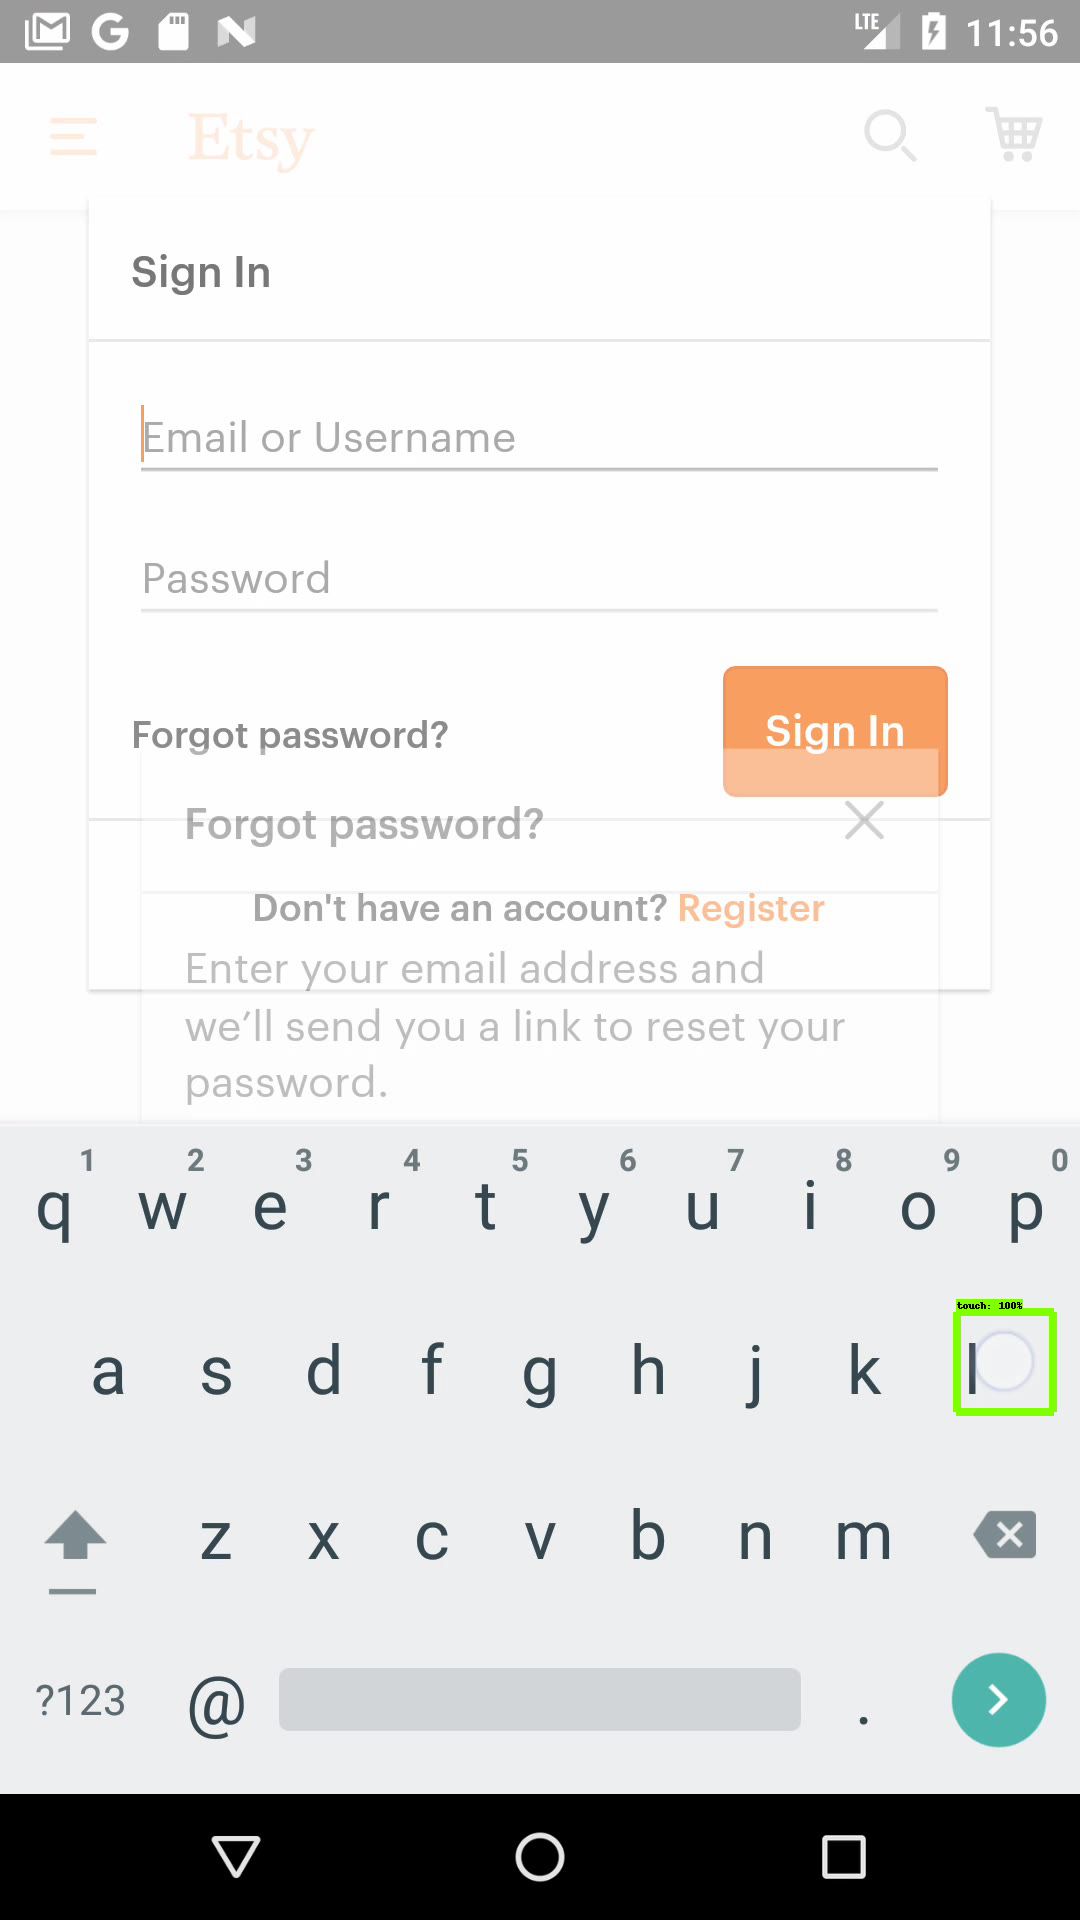 LTE 11:56
Etsy
Sign In
Email or Username
Password
Forgot password?
Sign In
Forgot password?
Don't have an account? Register
Enter your email address and
we’ll send you a link to reset your
password.
1 2 3 4 5 6 7 8 9 0
q w e r t y u i o p
touch: 100%
a s d f g h j k l
z x c v b n m
?123 @ .